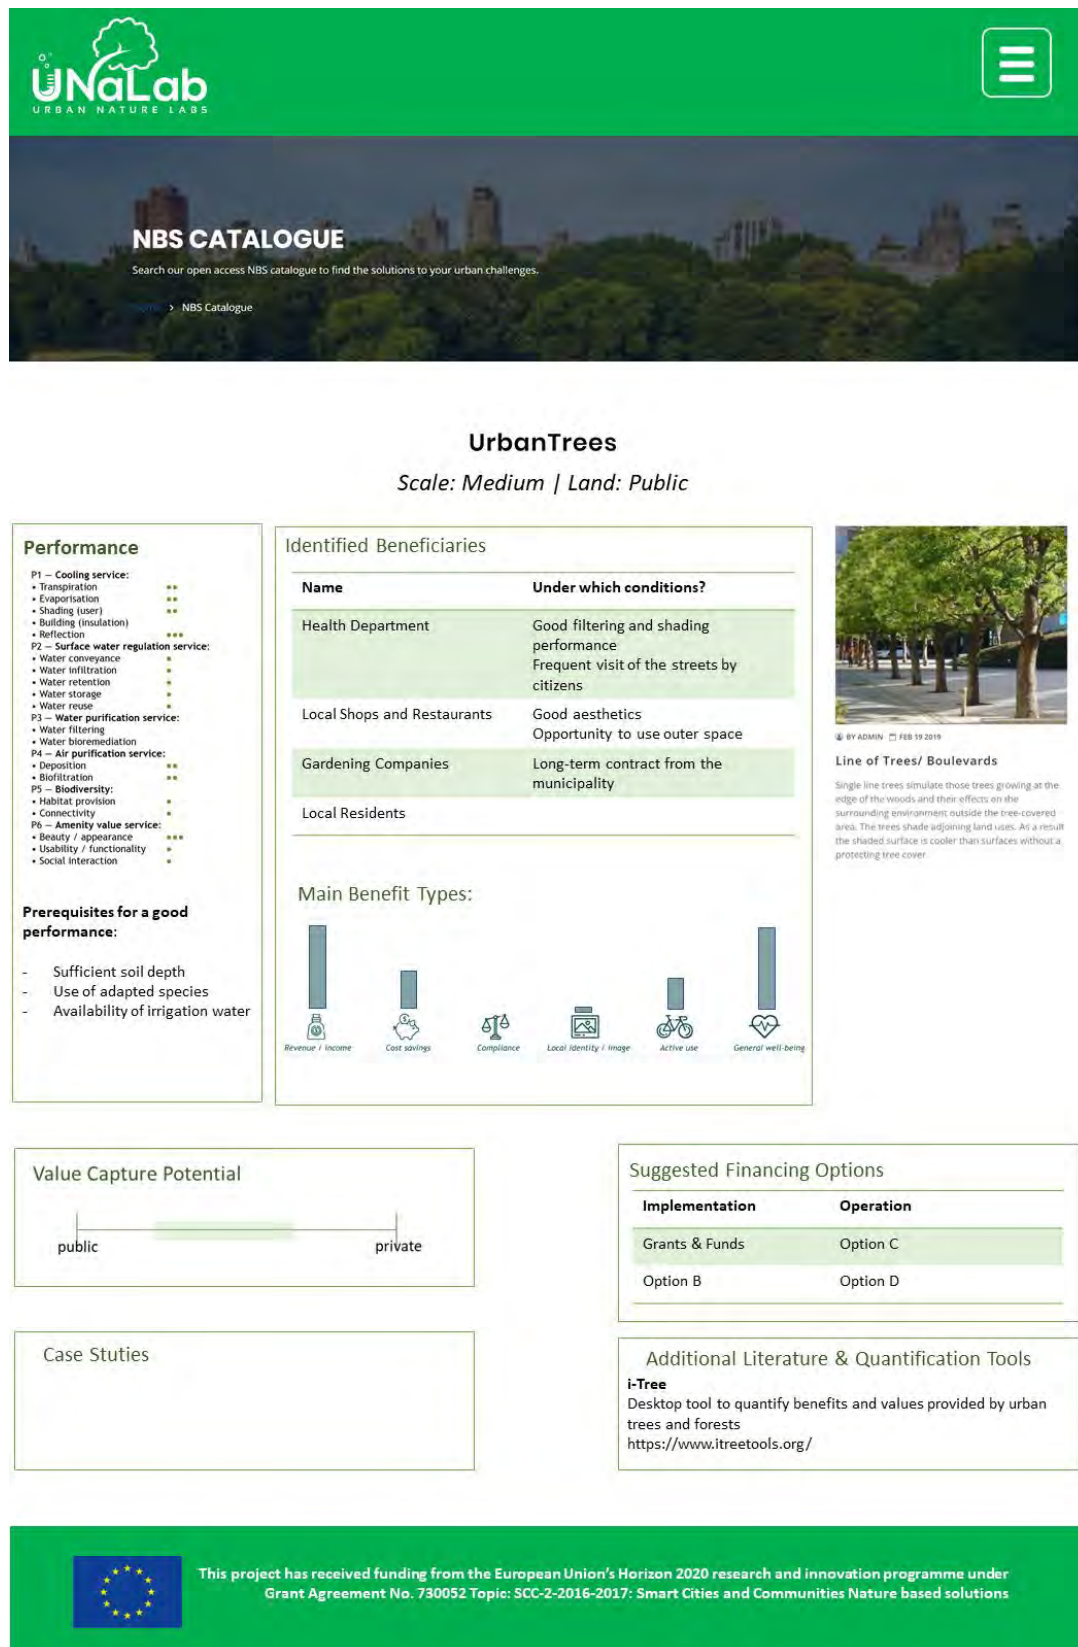 UNaLab
URBAN NATURE LABS
NBS CATALOGUE
Search our open access NBS catalogue to find the solutions to your urban challenges.
Home > NBS Catalogue
UrbanTrees
Scale: Medium | Land: Public
Performance
P1 – Cooling service:
• Transpiration
• Evaporisation
• Shading (user)
• Building (insulation)
• Reflection
P2 – Surface water regulation service:
• Water conveyance
• Water infiltration
• Water retention
• Water storage
• Water reuse
P3 – Water purification service:
• Water filtering
• Water bioremediation
P4 – Air purification service:
• Deposition
• Biofiltration
P5 – Biodiversity:
• Habitat provision
• Connectivity
P6 – Amenity value service:
• Beauty / appearance
• Usability / functionality
• Social interaction
Prerequisites for a good
performance:
- Sufficient soil depth
- Use of adapted species
- Availability of irrigation water
Identified Beneficiaries
Name Under which conditions?
Health Department Good filtering and shading
performance
Frequent visit of the streets by
citizens
Local Shops and Restaurants Good aesthetics
Opportunity to use outer space
Gardening Companies Long-term contract from the
municipality
Local Residents
Main Benefit Types:
Revenue / Income Cost savings Compliance Local identity / image Active use General well-being
BY ADMIN FEB 19 2019
Line of Trees/ Boulevards
Single line trees simulate those trees growing at the
edge of the woods and their effects on the
surrounding environment outside the tree-covered
area. The trees shade adjoining land uses. As a result
the shaded surface is cooler than surfaces without a
protecting tree cover
Value Capture Potential
public private
Suggested Financing Options
Implementation Operation
Grants & Funds Option C
Option B Option D
Case Stuties
Additional Literature & Quantification Tools
i-Tree
Desktop tool to quantify benefits and values provided by urban
trees and forests
https://www.itreetools.org/
This project has received funding from the European Union's Horizon 2020 research and innovation programme under
Grant Agreement No. 730052 Topic: SCC-2-2016-2017: Smart Cities and Communities Nature based solutions